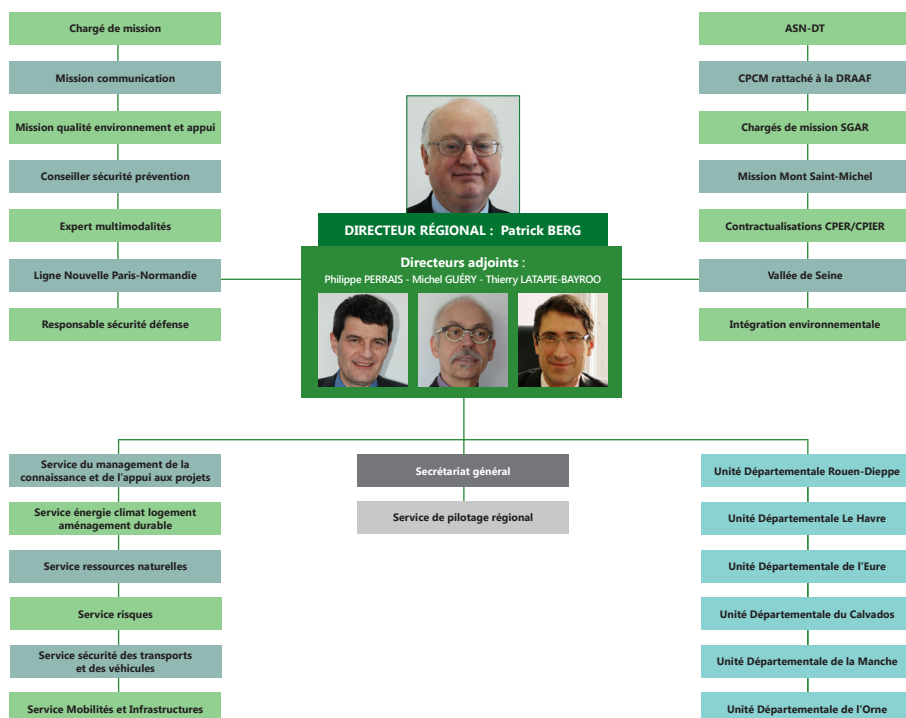 Chargé de mission
Mission communication
Mission qualité environnement et appui
Conseiller sécurité prévention
Expert multimodalités
Ligne Nouvelle Paris-Normandie
Responsable sécurité défense
ASN-DT
CPCM rattaché à la DRAAF
Chargés de mission SGAR
Mission Mont Saint-Michel
Contractualisations CPER/CPIER
Vallée de Seine
Intégration environnementale
DIRECTEUR RÉGIONAL : Patrick BERG
Directeurs adjoints :
Philippe PERRAIS - Michel GUÉRY - Thierry LATAPIE-BAYROO
Service du management de la
connaissance et de l'appui aux projets
Service énergie climat logement
aménagement durable
Service ressources naturelles
Service risques
Service sécurité des transports
et des véhicules
Service Mobilités et Infrastructures
Secrétariat général
Service de pilotage régional
Unité Départementale Rouen-Dieppe
Unité Départementale Le Havre
Unité Départementale de l'Eure
Unité Départementale du Calvados
Unité Départementale de la Manche
Unité Départementale de l'Orne